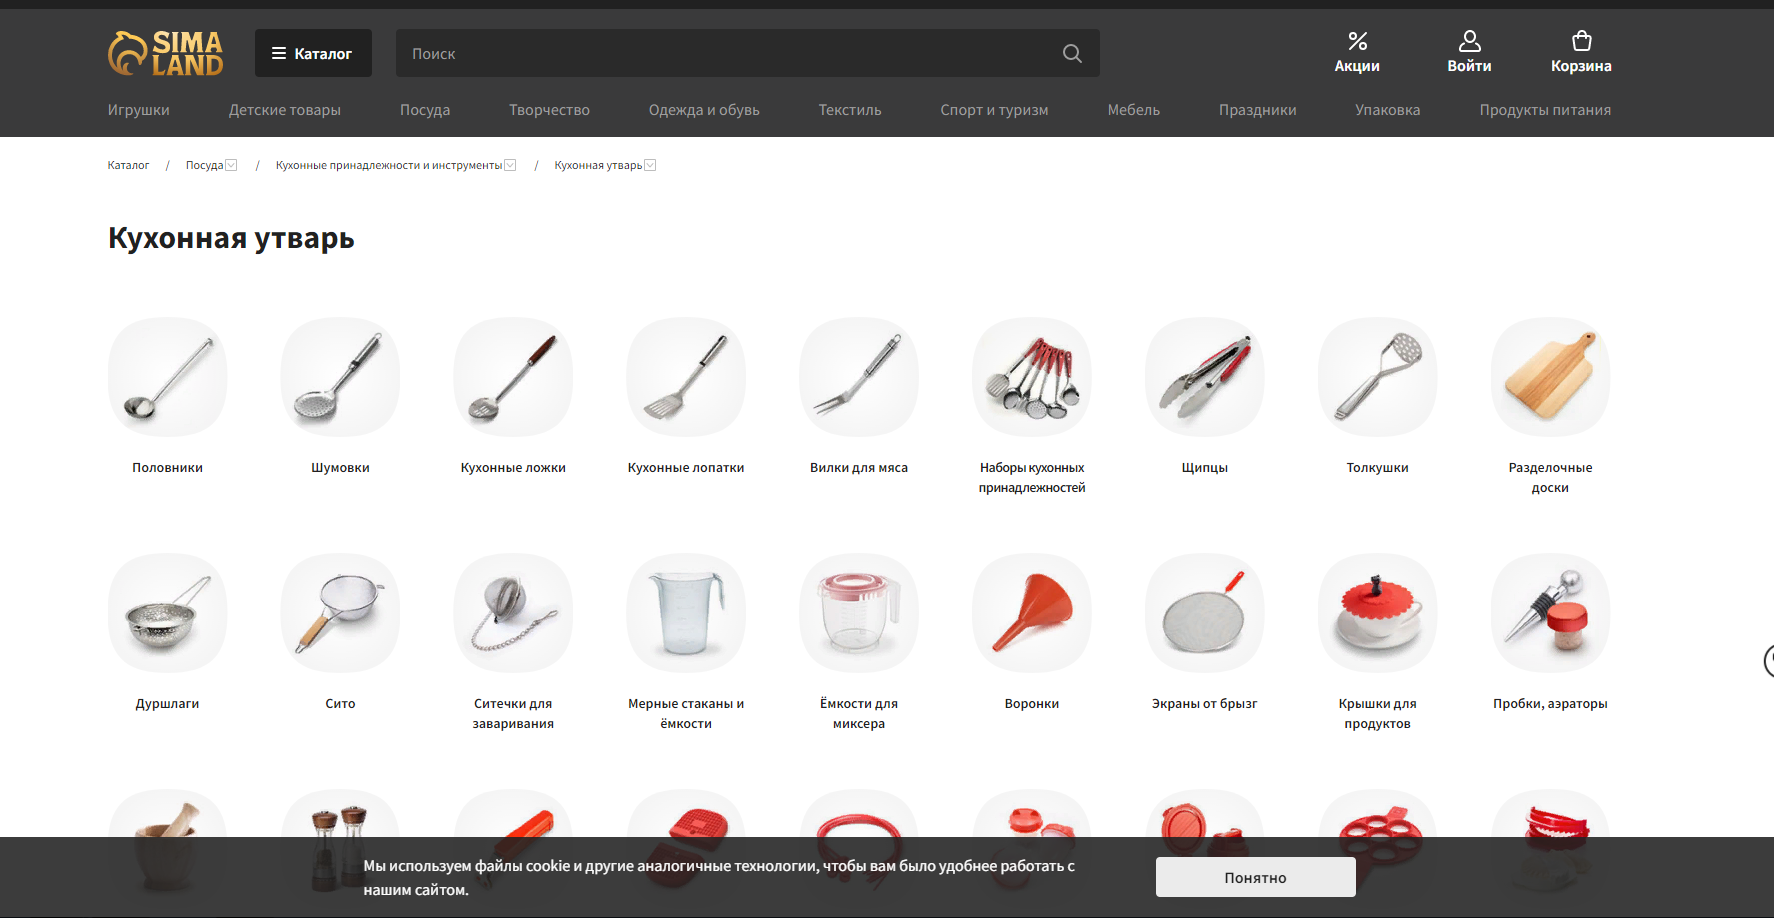 SIMA
LAND
Каталог
Поиск
Акции
Войти
Корзина
Игрушки
Детские товары
Посуда
Творчество
Одежда и обувь
Текстиль
Спорт и туризм
Мебель
Праздники
Упаковка
Продукты питания
Каталог / Посуда / Кухонные принадлежности и инструменты / Кухонная утварь
Кухонная утварь
Половники
Шумовки
Кухонные ложки
Кухонные лопатки
Вилки для мяса
Наборы кухонных
принадлежностей
Щипцы
Толкушки
Разделочные
доски
Дуршлаги
Сито
Ситечки для
заваривания
Мерные стаканы и
ёмкости
Ёмкости для
миксера
Воронки
Экраны от брызг
Крышки для
продуктов
Пробки, аэраторы
Мы используем файлы cookie и другие аналогичные технологии, чтобы вам было удобнее работать с
нашим сайтом.
Понятно